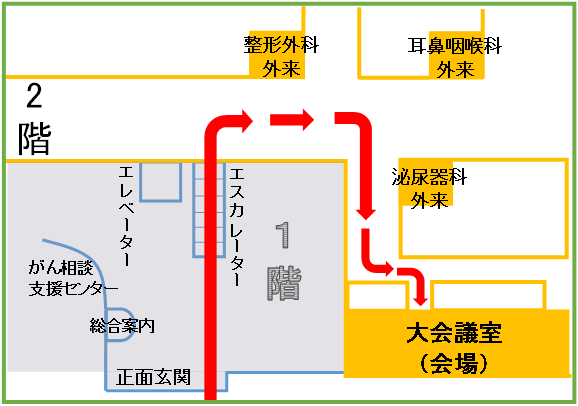 整形外科
外来
耳鼻咽喉科
外来
2
階
エレベーター
エスカレーター
泌尿器科
外来
1
階
がん相談
支援センター
総合案内
大会議室
(会場)
正面玄関